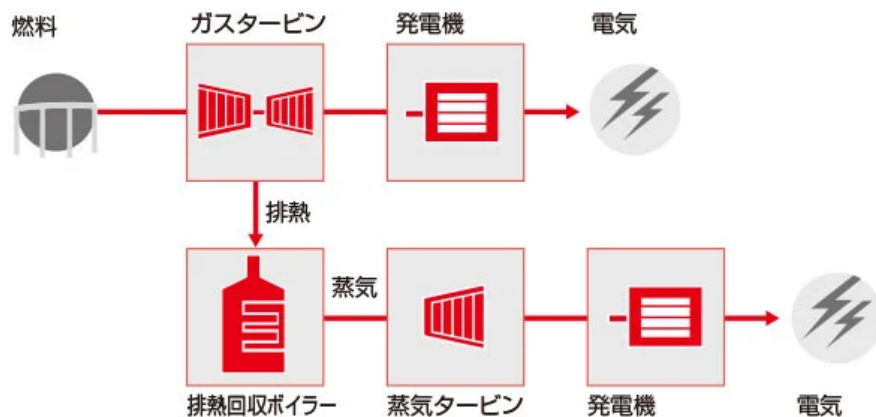 燃料
ガスタービン
発電機
電気
排熱
蒸気
排熱回収ボイラー
蒸気タービン
発電機
電気